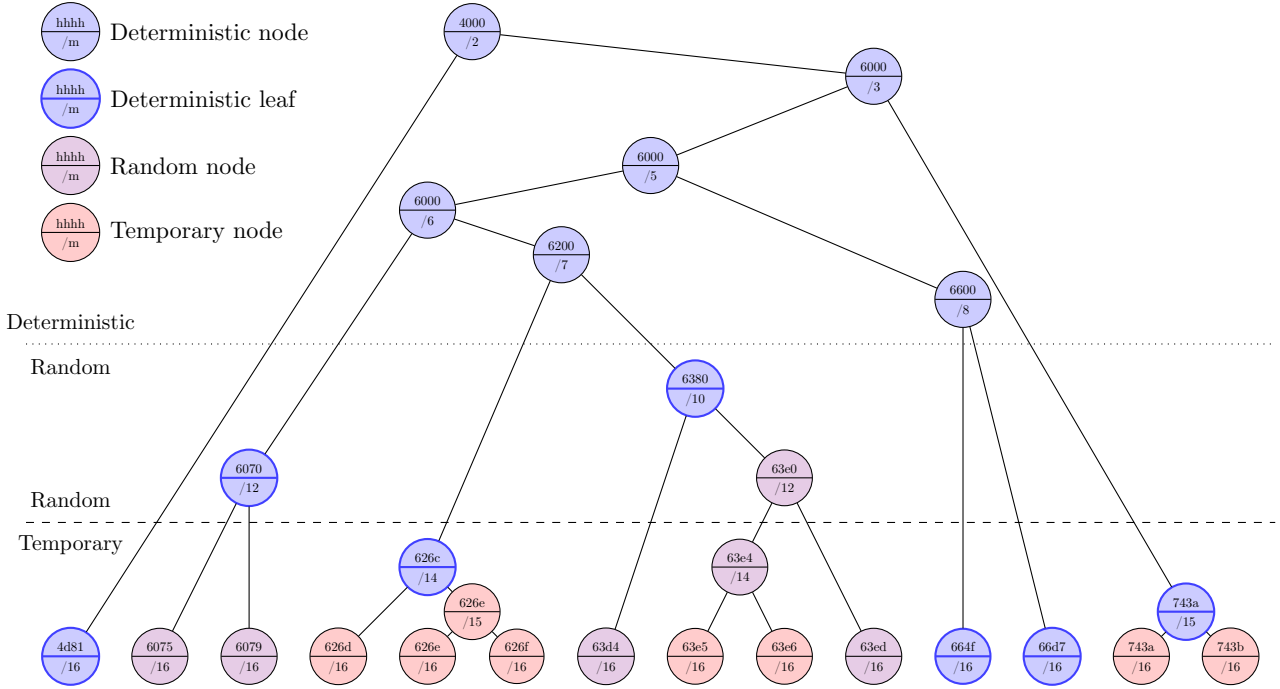 hhhh
/m
Deterministic node
hhhh
/m
Deterministic leaf
hhhh
/m
Random node
hhhh
/m
Temporary node
4000
/2
6000
/3
6000
/5
6000
/6
6200
/7
6600
/8
Deterministic
Random
6380
/10
6070
/12
63e0
/12
Random
Temporary
626c
/14
63e4
/14
626e
/15
743a
/15
4d81
/16
6075
/16
6079
/16
626d
/16
626e
/16
626f
/16
63d4
/16
63e5
/16
63e6
/16
63ed
/16
664f
/16
66d7
/16
743a
/16
743b
/16